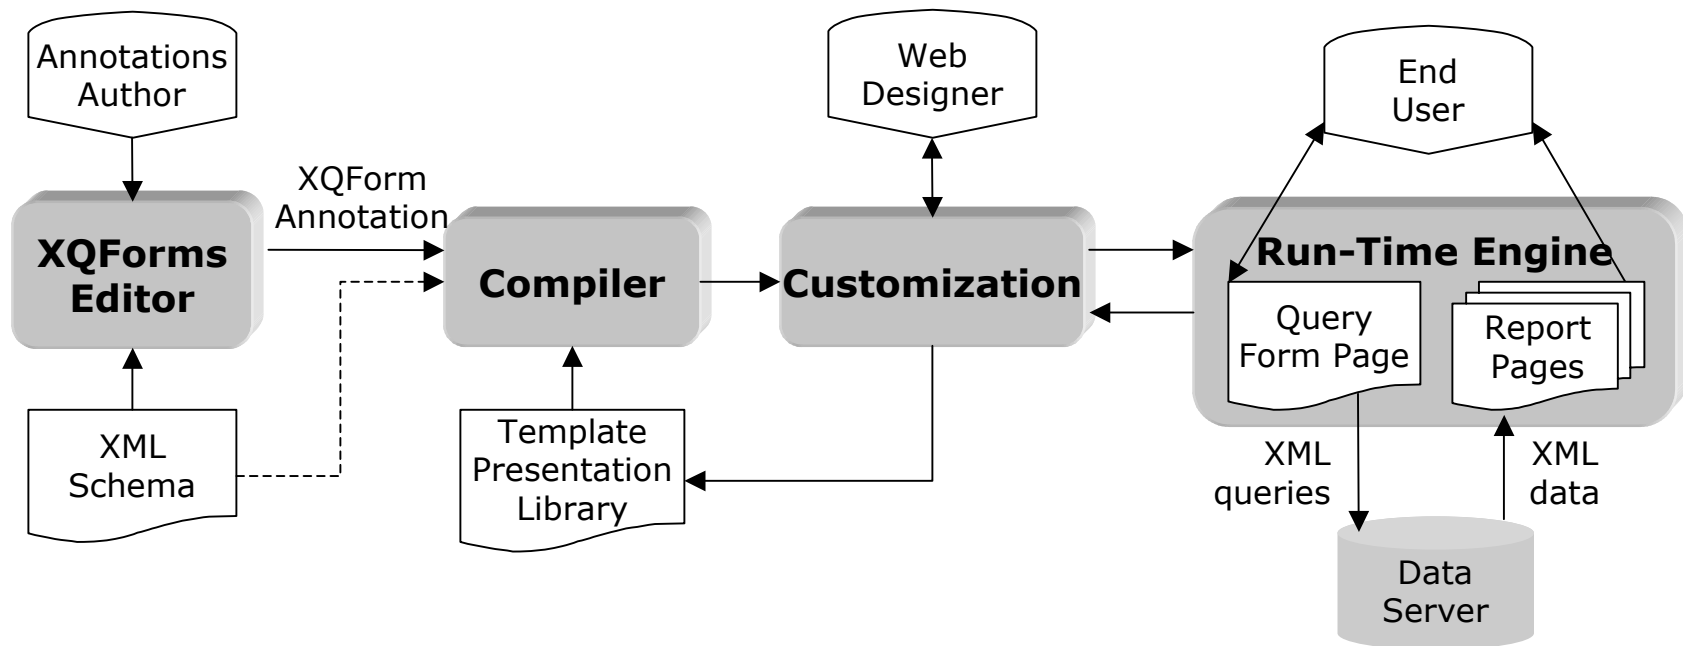 Annotations
Author
Web
Designer
End
User
XQForm
Annotation
XQForms
Editor
Compiler
Customization
Run-Time Engine
Query
Form Page
Report
Pages
XML
Schema
Template
Presentation
Library
XML
queries
XML
data
Data
Server